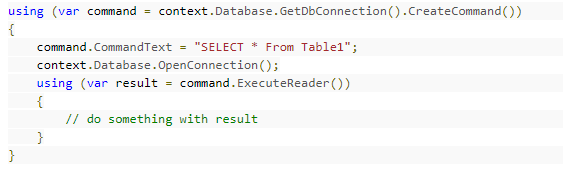 using (var command = context.Database.GetDbConnection().CreateCommand())
{
    command.CommandText = "SELECT * From Table1";
    context.Database.OpenConnection();
    using (var result = command.ExecuteReader())
    {
        // do something with result
    }
}